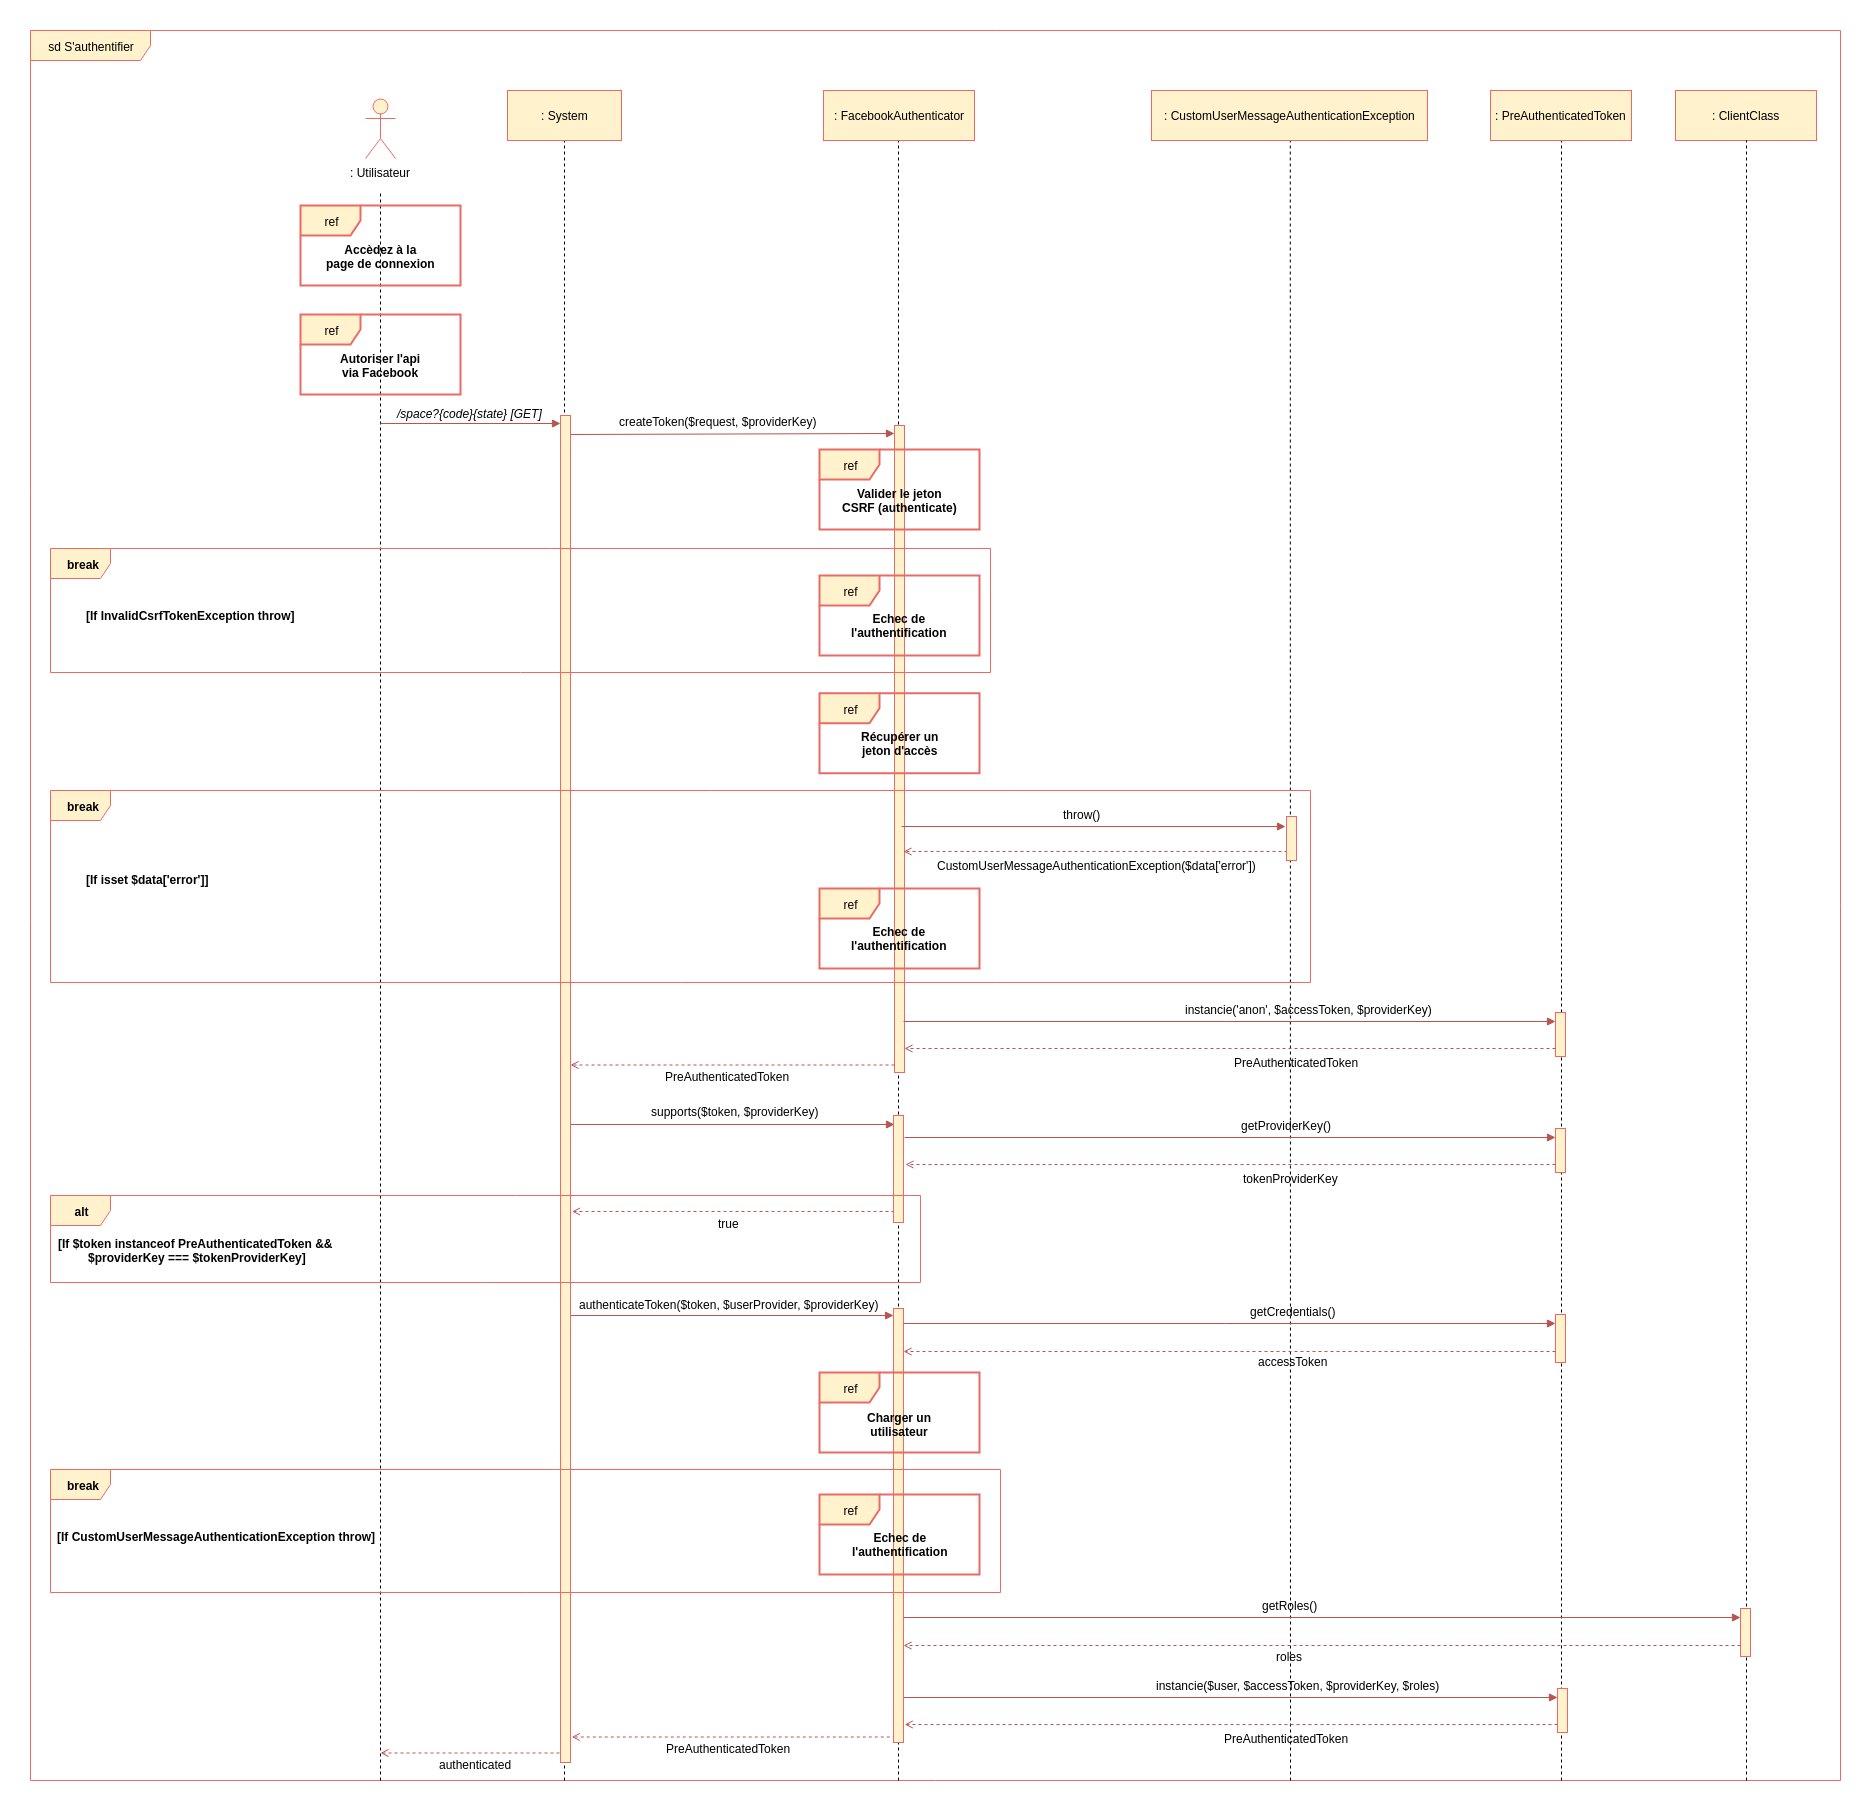 sd S'authentifier
: Utilisateur
: System
: FacebookAuthenticator
: CustomUserMessageAuthenticationException
: PreAuthenticatedToken
: ClientClass
ref
Accèdez à la
page de connexion
ref
Autoriser l'api
via Facebook
/space?{code}{state} [GET]
createToken($request, $providerKey)
ref
Valider le jeton
CSRF (authenticate)
break
[If InvalidCsrfTokenException throw]
ref
Echec de
l'authentification
ref
Récupérer un
jeton d'accès
break
throw()
CustomUserMessageAuthenticationException($data['error'])
[If isset $data['error']]
ref
Echec de
l'authentification
instancie('anon', $accessToken, $providerKey)
PreAuthenticatedToken
PreAuthenticatedToken
supports($token, $providerKey)
getProviderKey()
tokenProviderKey
alt
true
[If $token instanceof PreAuthenticatedToken &&
$providerKey === $tokenProviderKey]
authenticateToken($token, $userProvider, $providerKey)
getCredentials()
accessToken
ref
Charger un
utilisateur
break
[If CustomUserMessageAuthenticationException throw]
ref
Echec de
l'authentification
getRoles()
roles
instancie($user, $accessToken, $providerKey, $roles)
PreAuthenticatedToken
PreAuthenticatedToken
authenticated